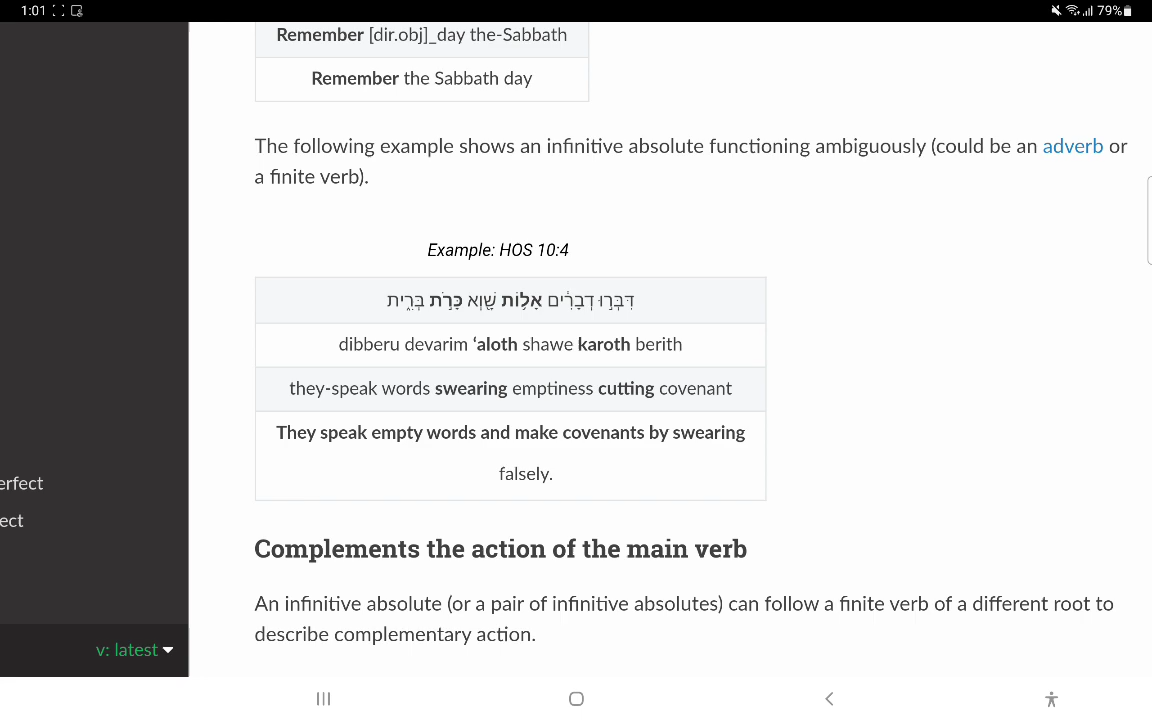 1:01
79%
Remember [dir.obj]_day the-Sabbath
Remember the Sabbath day
The following example shows an infinitive absolute functioning ambiguously (could be an adverb or
a finite verb).
Example: HOS 10:4
דִּבְּר֣וּ דְבָרִ֔ים אָל֥וֹת שָׁ֖וְא כָּרֹ֣ת בְּרִ֑ית
dibberu devarim ‘aloth shawe karoth berith
they-speak words swearing emptiness cutting covenant
They speak empty words and make covenants by swearing
falsely.
erfect
ect
Complements the action of the main verb
An infinitive absolute (or a pair of infinitive absolutes) can follow a finite verb of a different root to
describe complementary action.
v: latest